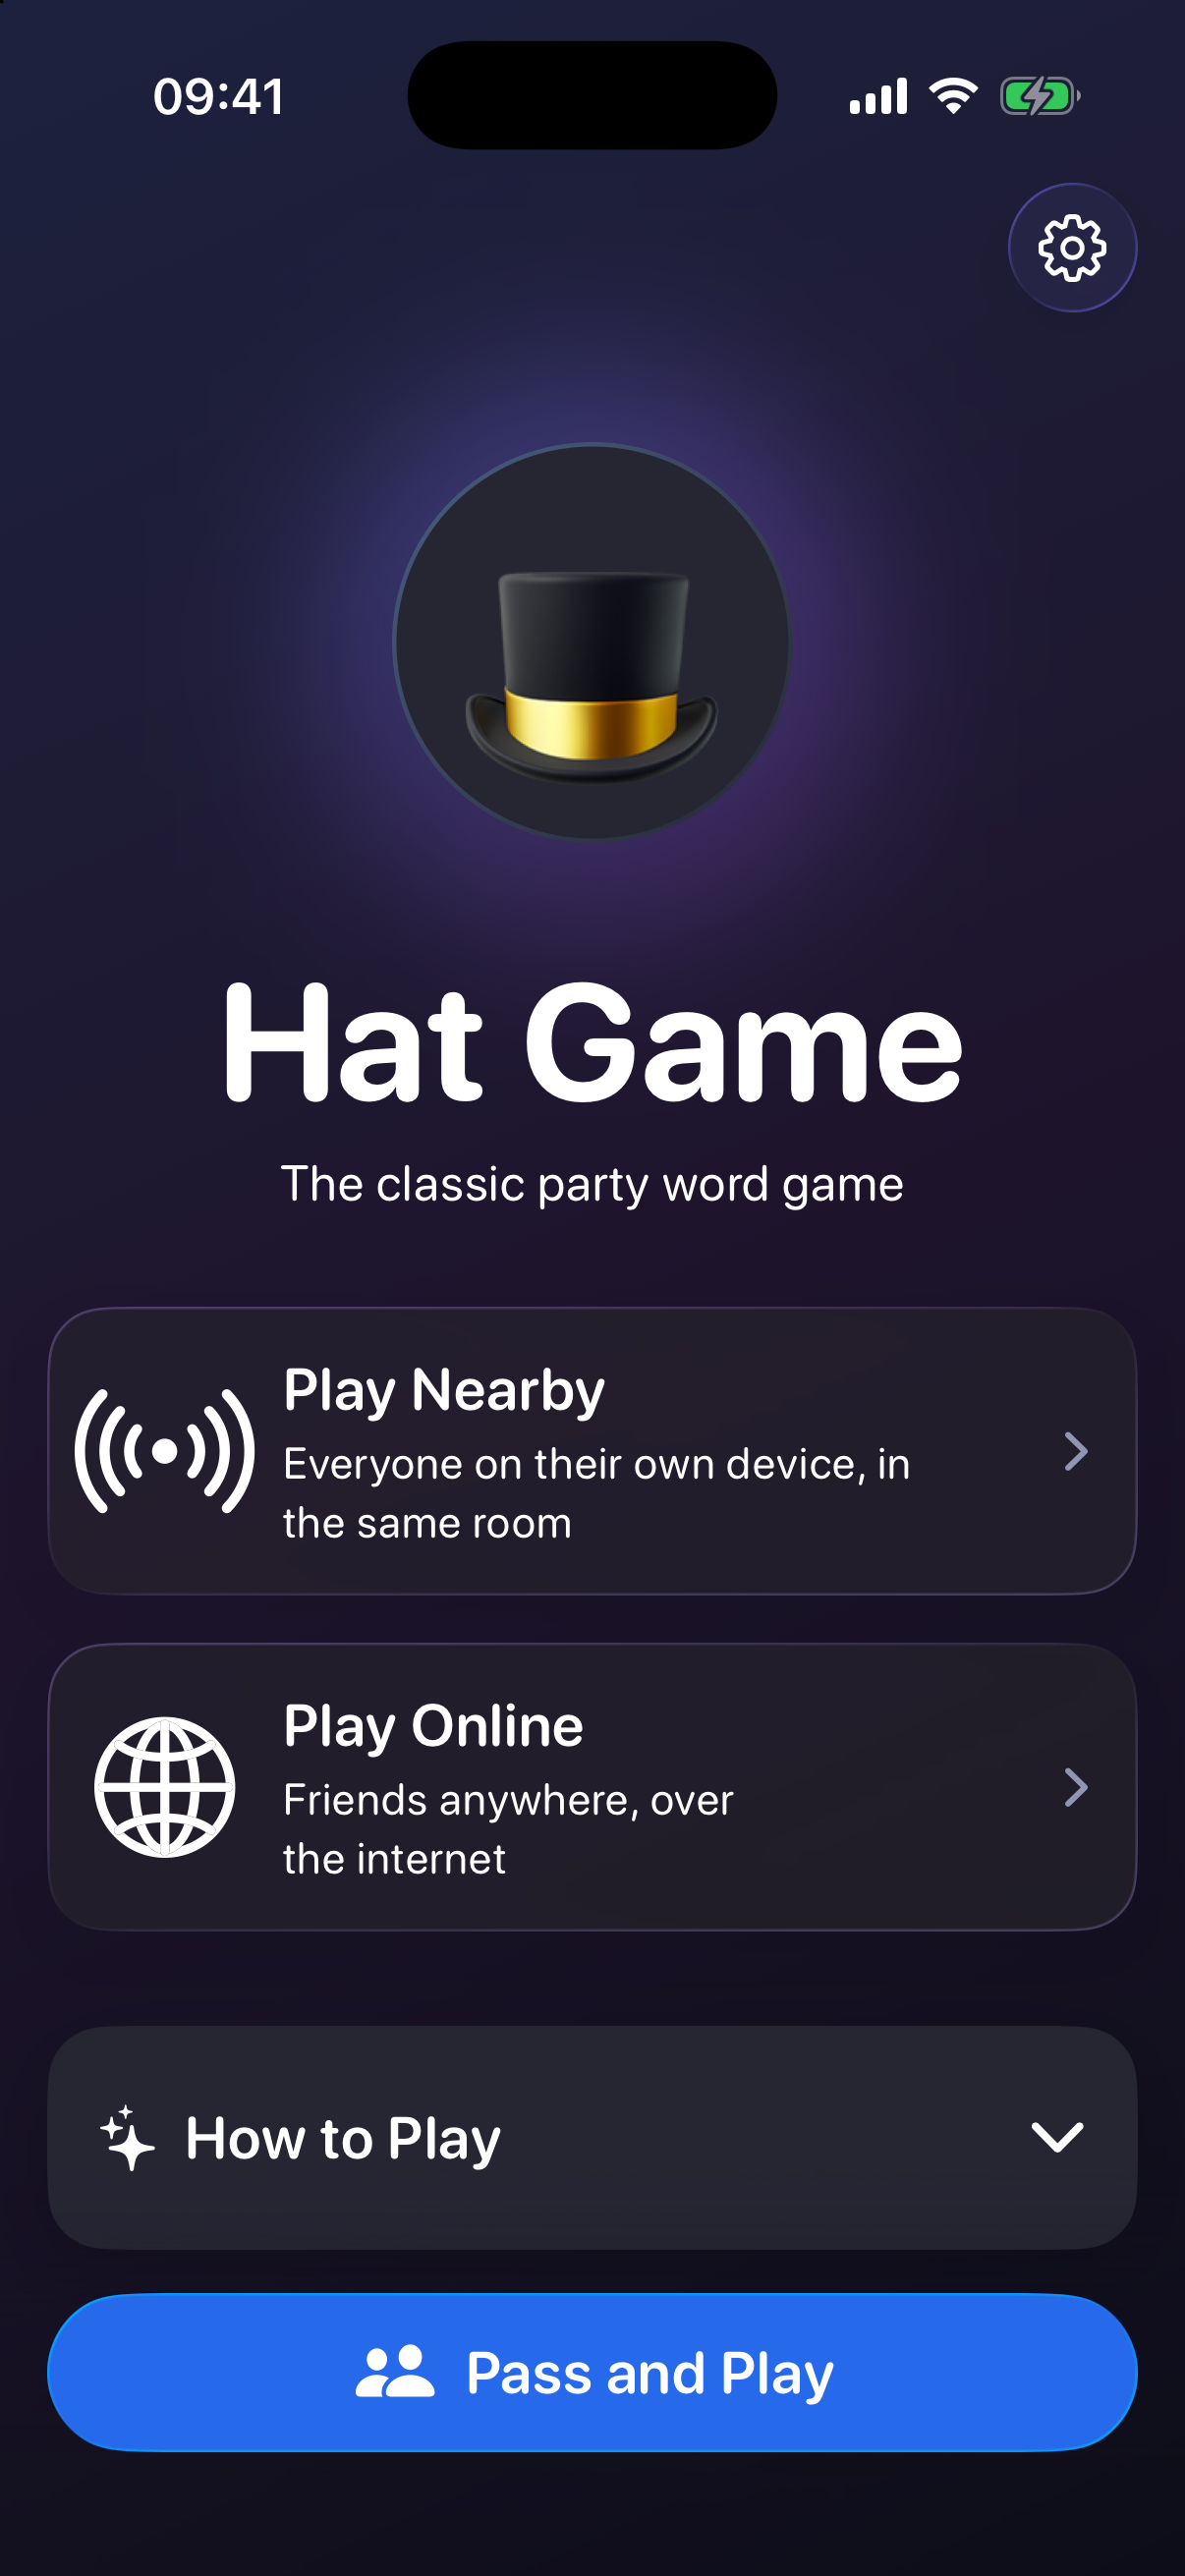 09:41
Hat Game
The classic party word game
Play Nearby
Everyone on their own device, in
the same room
Play Online
Friends anywhere, over
the internet
How to Play
Pass and Play